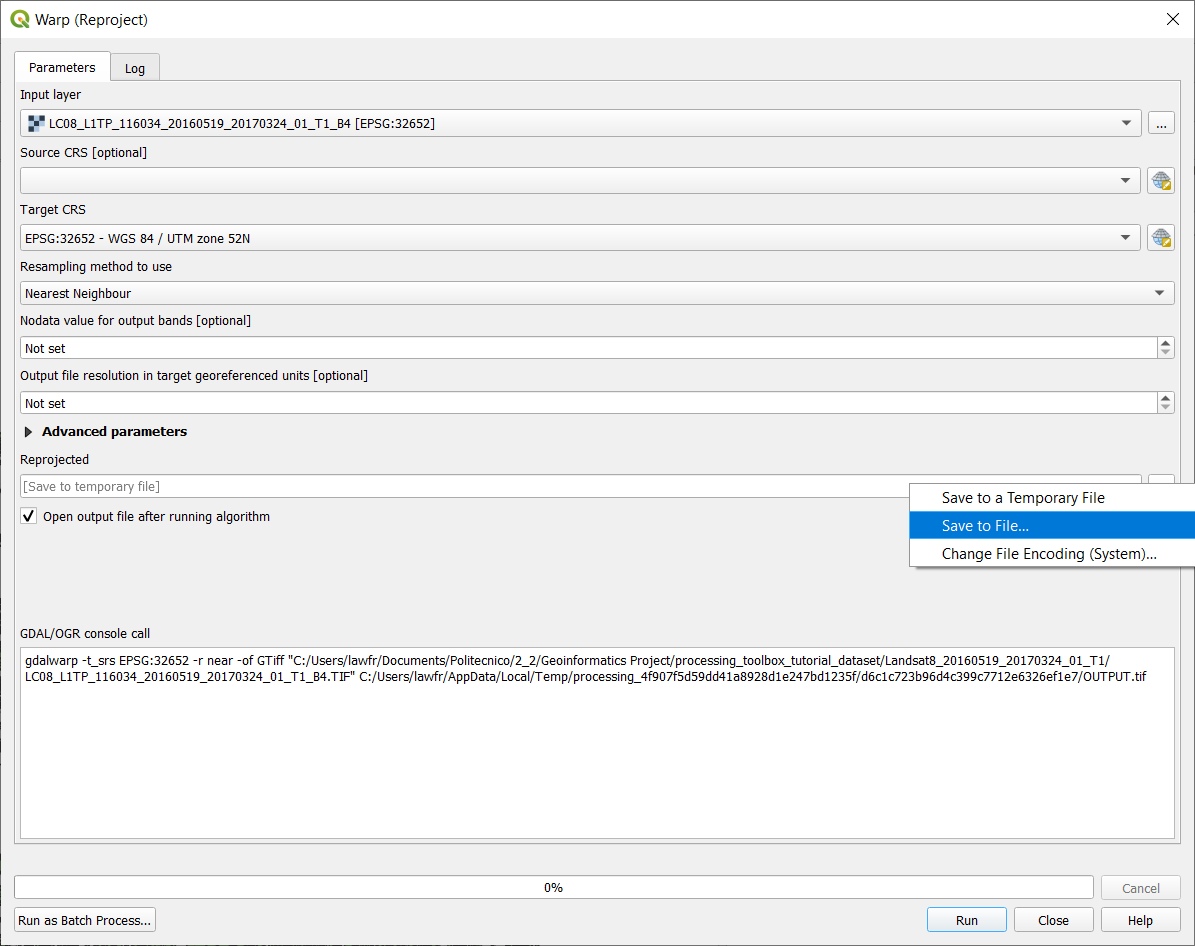 Warp (Reproject)
Parameters
Log
Input layer
LC08_L1TP_116034_20160519_20170324_01_T1_B4 [EPSG:32652]
...
Source CRS [optional]
Target CRS
EPSG:32652 - WGS 84 / UTM zone 52N
Resampling method to use
Nearest Neighbour
Nodata value for output bands [optional]
Not set
Output file resolution in target georeferenced units [optional]
Not set
Advanced parameters
Reprojected
[Save to temporary file]
Save to a Temporary File
Save to File...
Change File Encoding (System)...
Open output file after running algorithm
GDAL/OGR console call
gdalwarp -t_srs EPSG:32652 -r near -of GTiff "C:/Users/lawfr/Documents/Politecnico/2_2/Geoinformatics Project/processing_toolbox_tutorial_dataset/Landsat8_20160519_20170324_01_T1/
LC08_L1TP_116034_20160519_20170324_01_T1_B4.TIF" C:/Users/lawfr/AppData/Local/Temp/processing_4f907f5d59dd41a8928d1e247bd1235f/d6c1c723b96d4c399c7712e6326ef1e7/OUTPUT.tif
0%
Cancel
Run as Batch Process...
Run
Close
Help